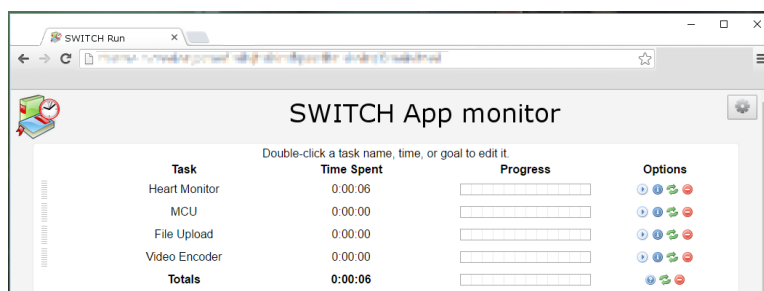 SWITCH Run
SWITCH App monitor
Double-click a task name, time, or goal to edit it.
Task Time Spent Progress Options
Heart Monitor 0:00:06
MCU 0:00:00
File Upload 0:00:00
Video Encoder 0:00:00
Totals 0:00:06